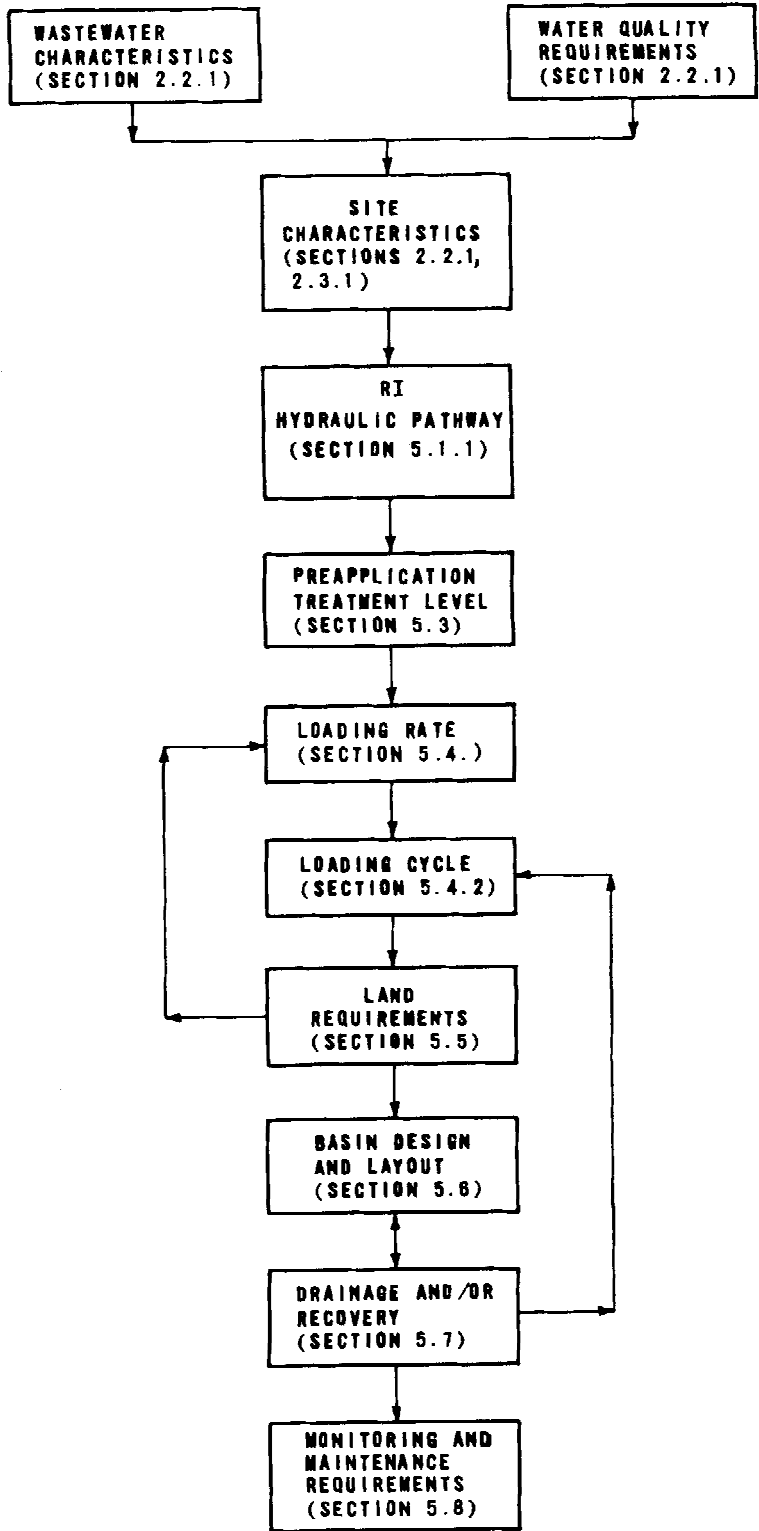 WASTEWATER
CHARACTERISTICS
(SECTION 2.2.1)
WATER QUALITY
REQUIREMENTS
(SECTION 2.2.1)
SITE
CHARACTERISTICS
(SECTIONS 2.2.1,
2.3.1)
RI
HYDRAULIC PATHWAY
(SECTION 5.1.1)
PREAPPLICATION
TREATMENT LEVEL
(SECTION 5.3)
LOADING RATE
(SECTION 5.4.)
LOADING CYCLE
(SECTION 5.4.2)
LAND
REQUIREMENTS
(SECTION 5.5)
BASIN DESIGN
AND LAYOUT
(SECTION 5.6)
DRAINAGE AND/OR
RECOVERY
(SECTION 5.7)
MONITORING AND
MAINTENANCE
REQUIREMENTS
(SECTION 5.8)